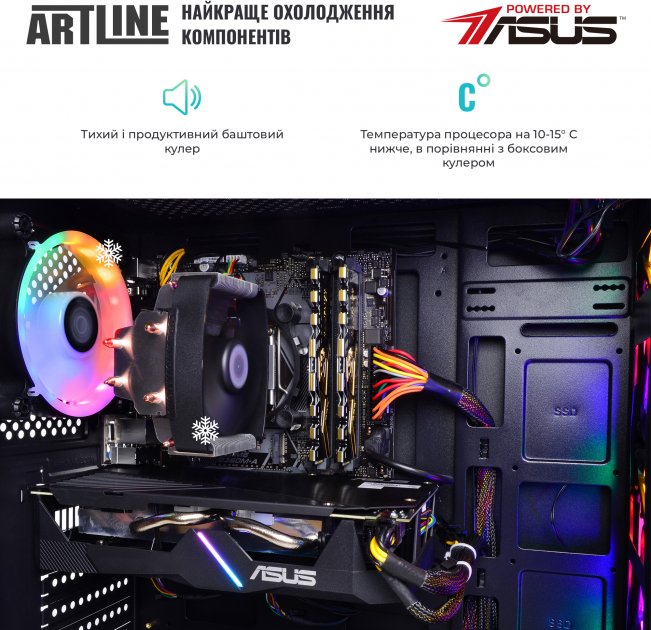 ARTLINE
НАЙКРАЩЕ ОХОЛОДЖЕННЯ
КОМПОНЕНТІВ
POWERED BY
ASUS
™
C°
Тихий і продуктивний баштовий
кулер
Температура процесора на 10-15° С
нижче, в порівнянні з боксовим
кулером
SSD
ASUS